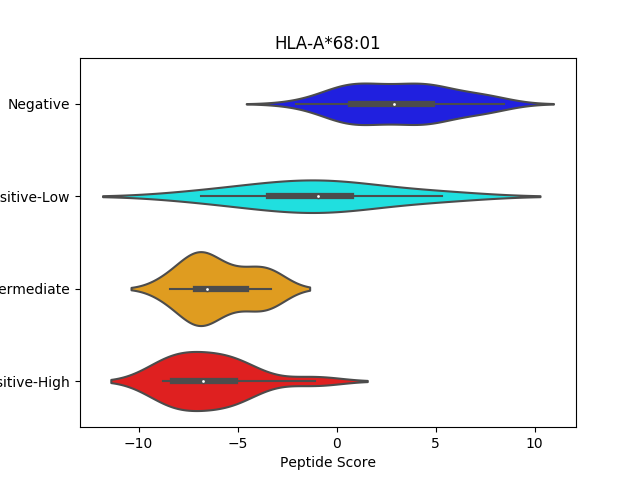 HLA-A*68:01
Negative
sitive-Low
ermediate
sitive-High
−10
−5
0
5
10
Peptide Score